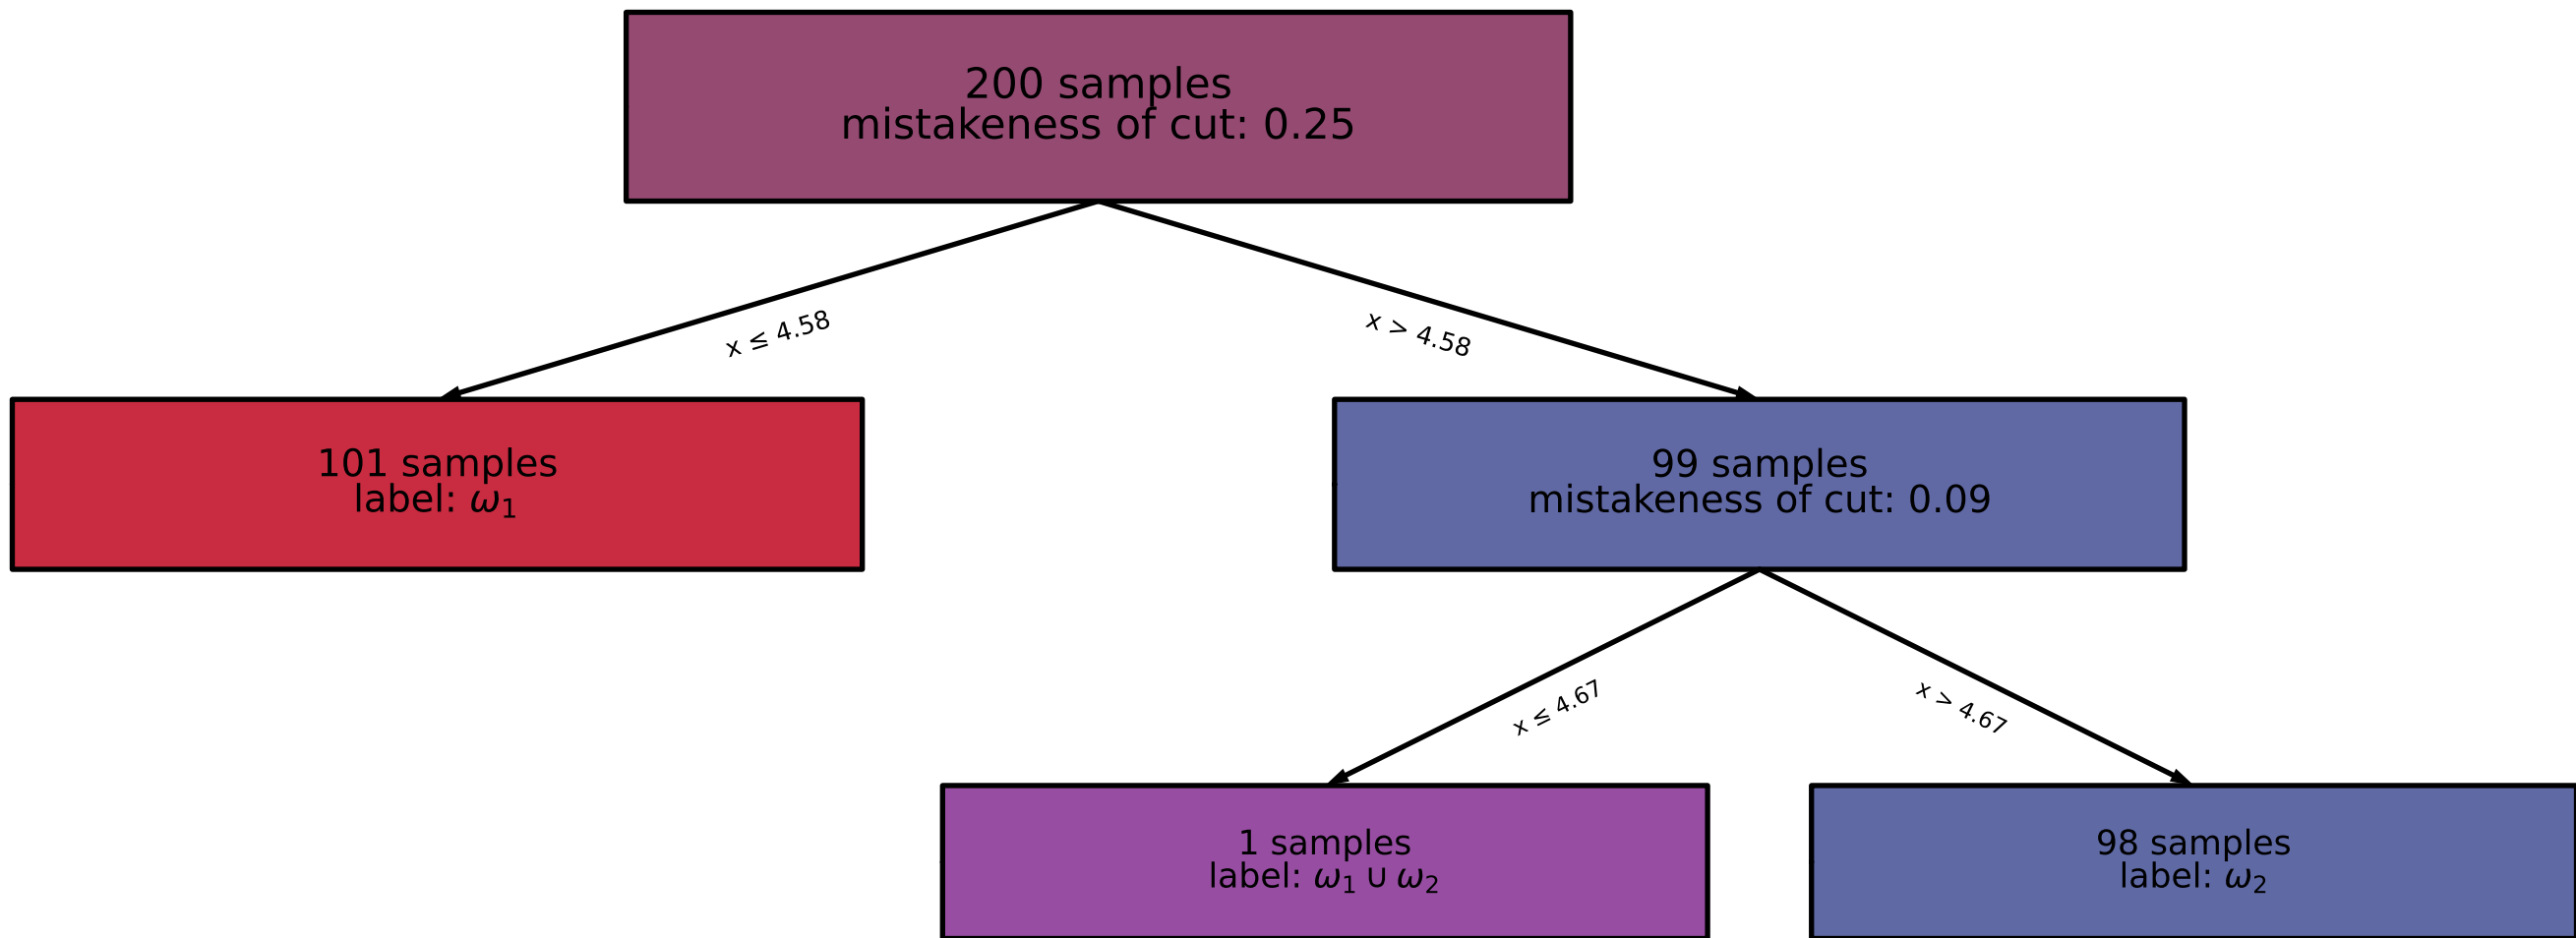 200 samples
mistakeness of cut: 0.25
x ≤ 4.58
x > 4.58
101 samples
label: ω₁
99 samples
mistakeness of cut: 0.09
x ≤ 4.67
x > 4.67
1 samples
label: ω₁ ∪ ω₂
98 samples
label: ω₂